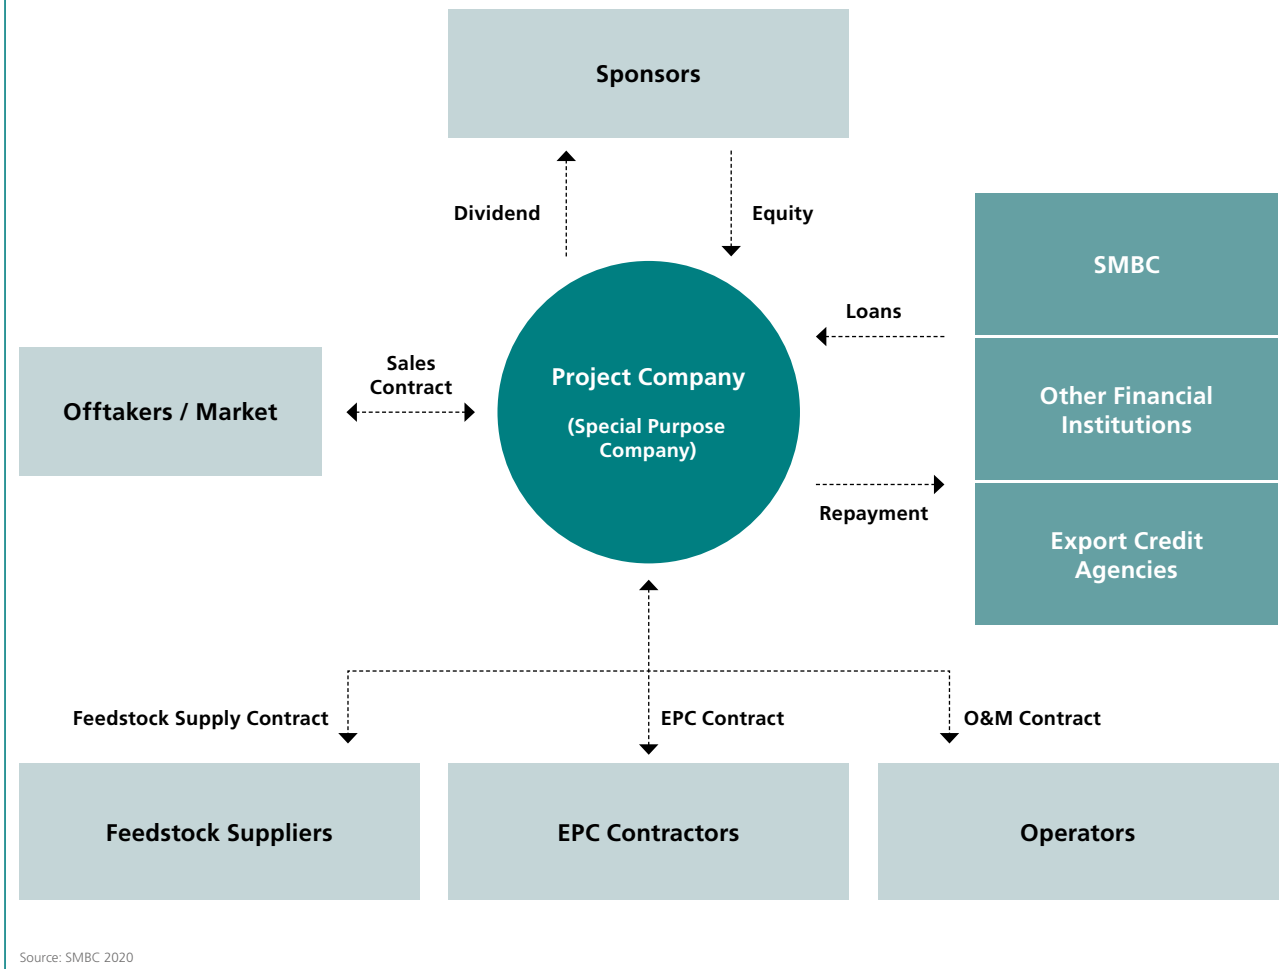 Sponsors
Dividend
Equity
SMBC
Loans
Sales
Contract
Project Company
(Special Purpose
Company)
Offtakers / Market
Other Financial
Institutions
Repayment
Export Credit
Agencies
Feedstock Supply Contract
EPC Contract
O&M Contract
Feedstock Suppliers
EPC Contractors
Operators
Source: SMBC 2020